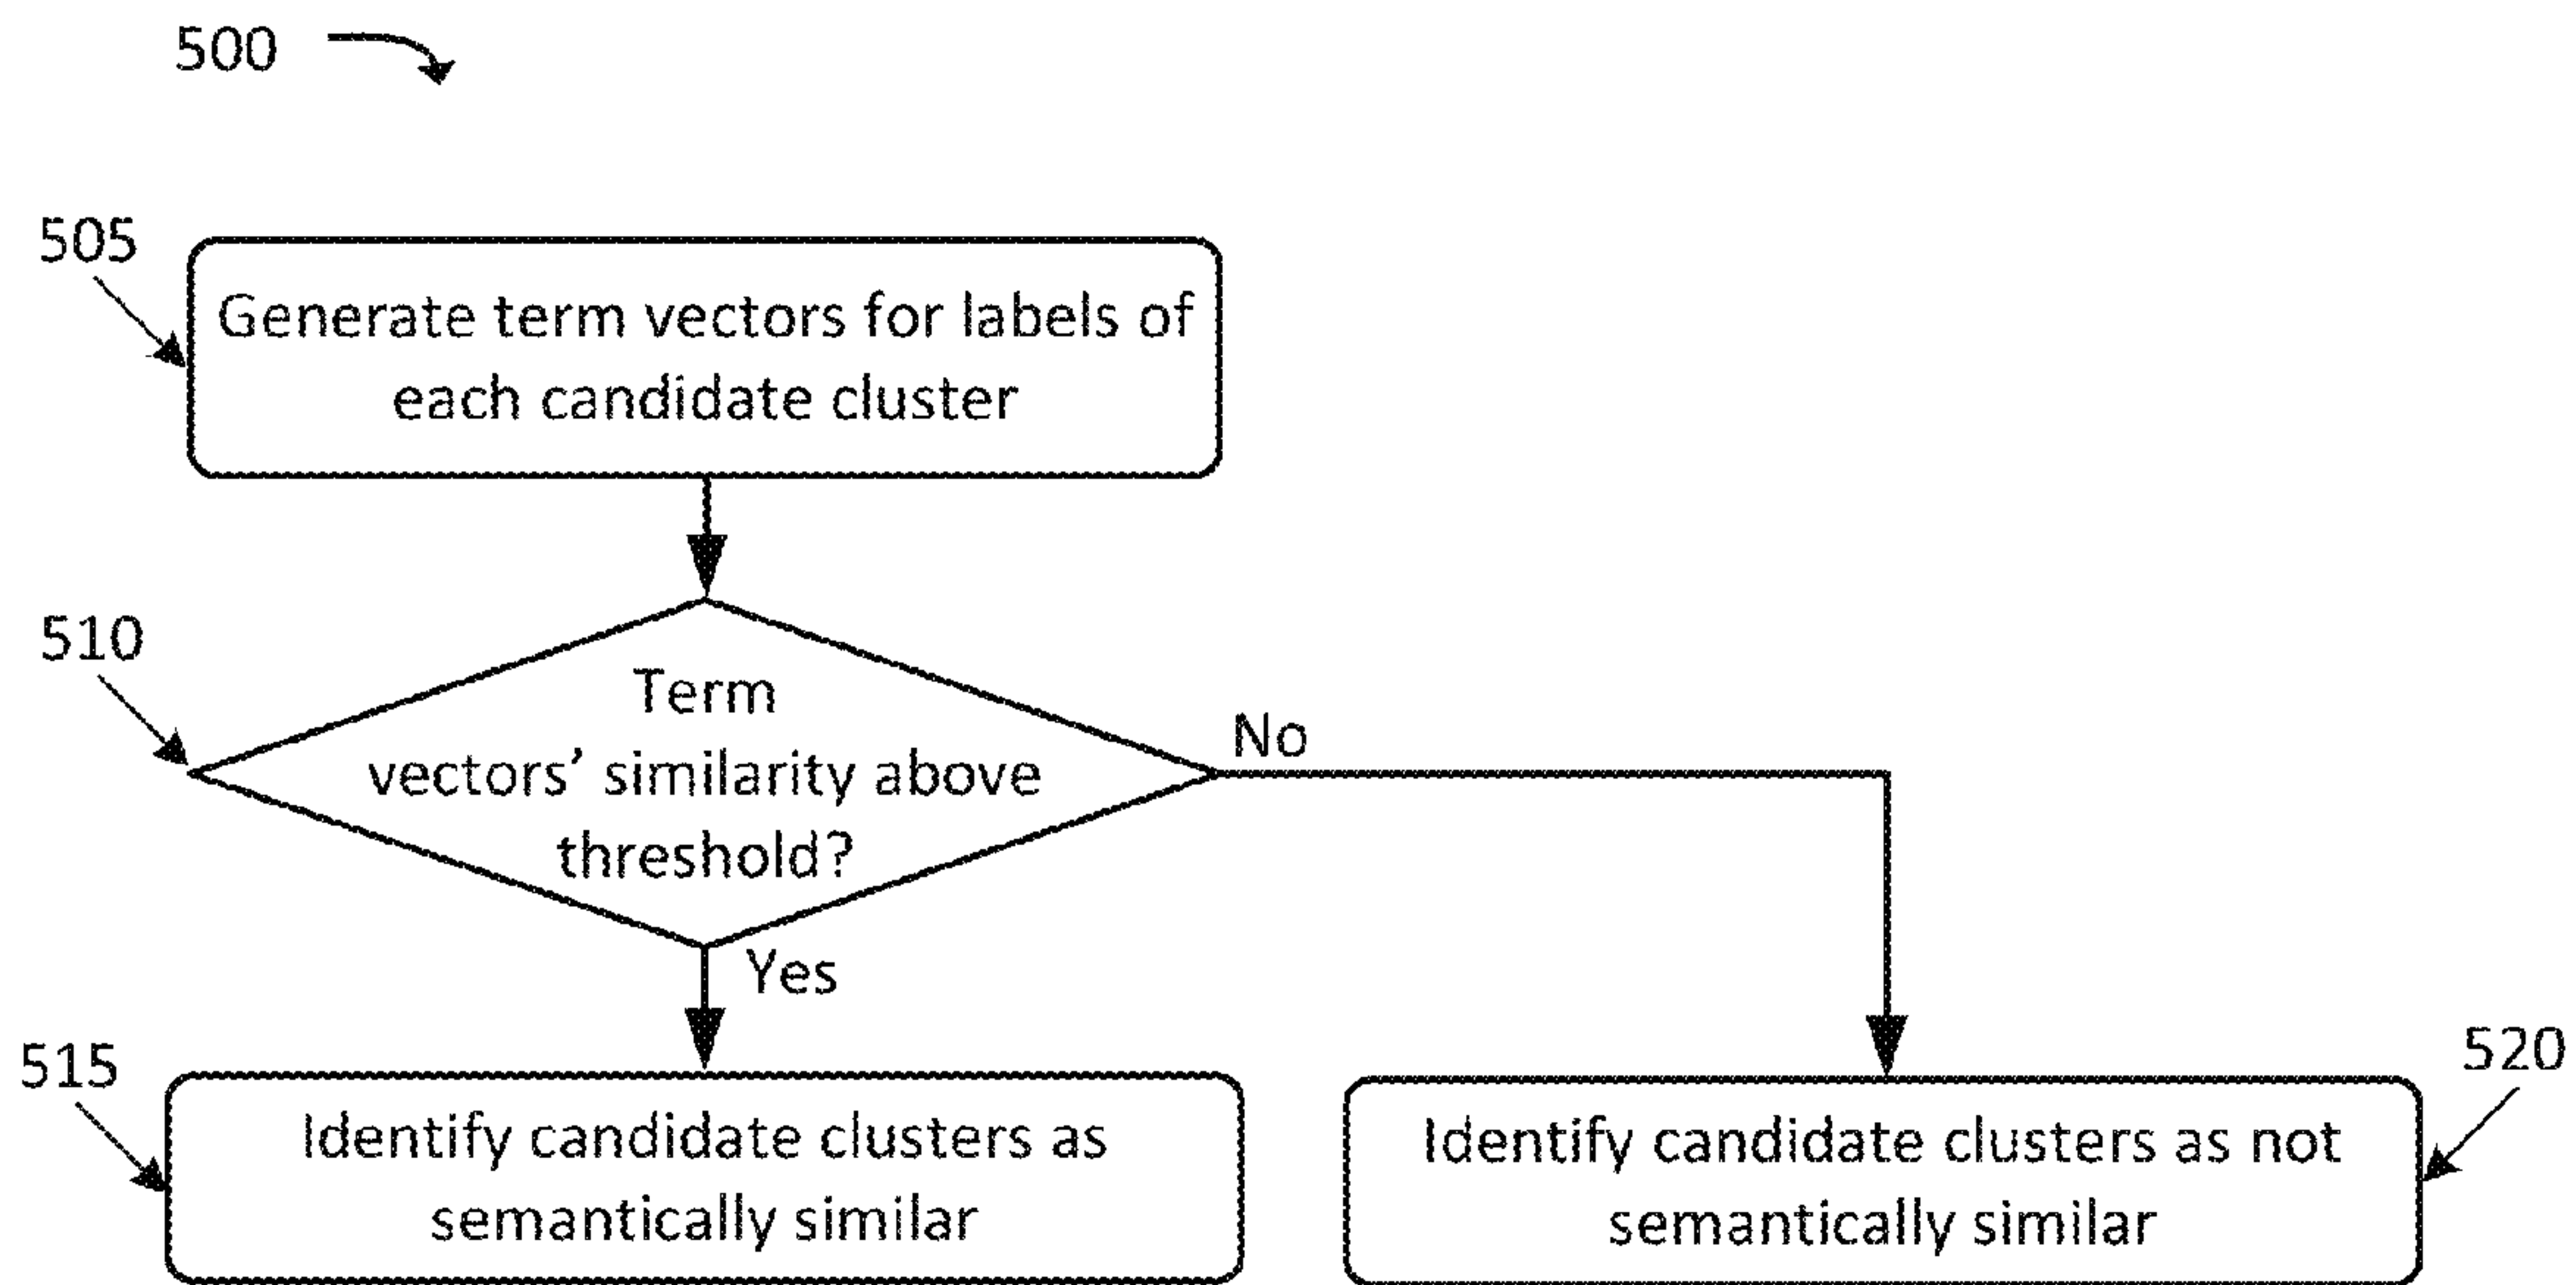 500
505
Generate term vectors for labels of
each candidate cluster
510
Term
vectors’ similarity above
threshold?
No
Yes
515
Identify candidate clusters as
semantically similar
520
Identify candidate clusters as not
semantically similar